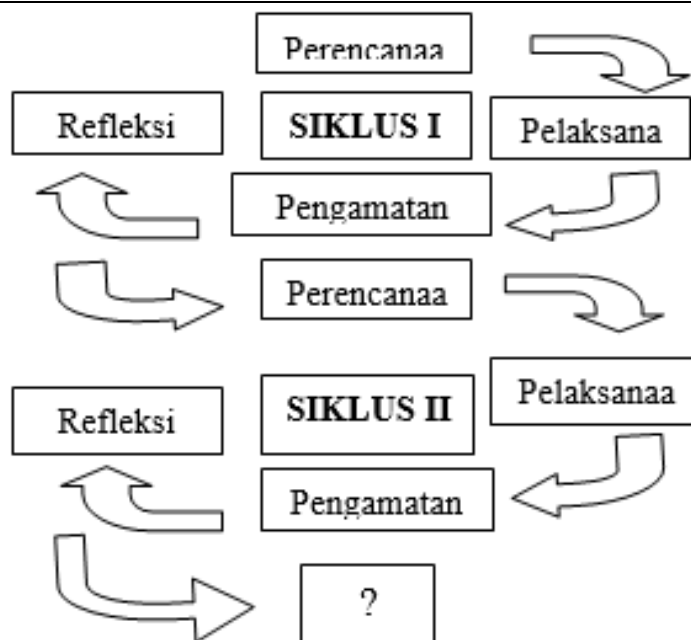 Perencanaa
Refleksi
SIKLUS I
Pelaksana
Pengamatan
Perencanaa
Refleksi
SIKLUS II
Pelaksanaa
Pengamatan
?